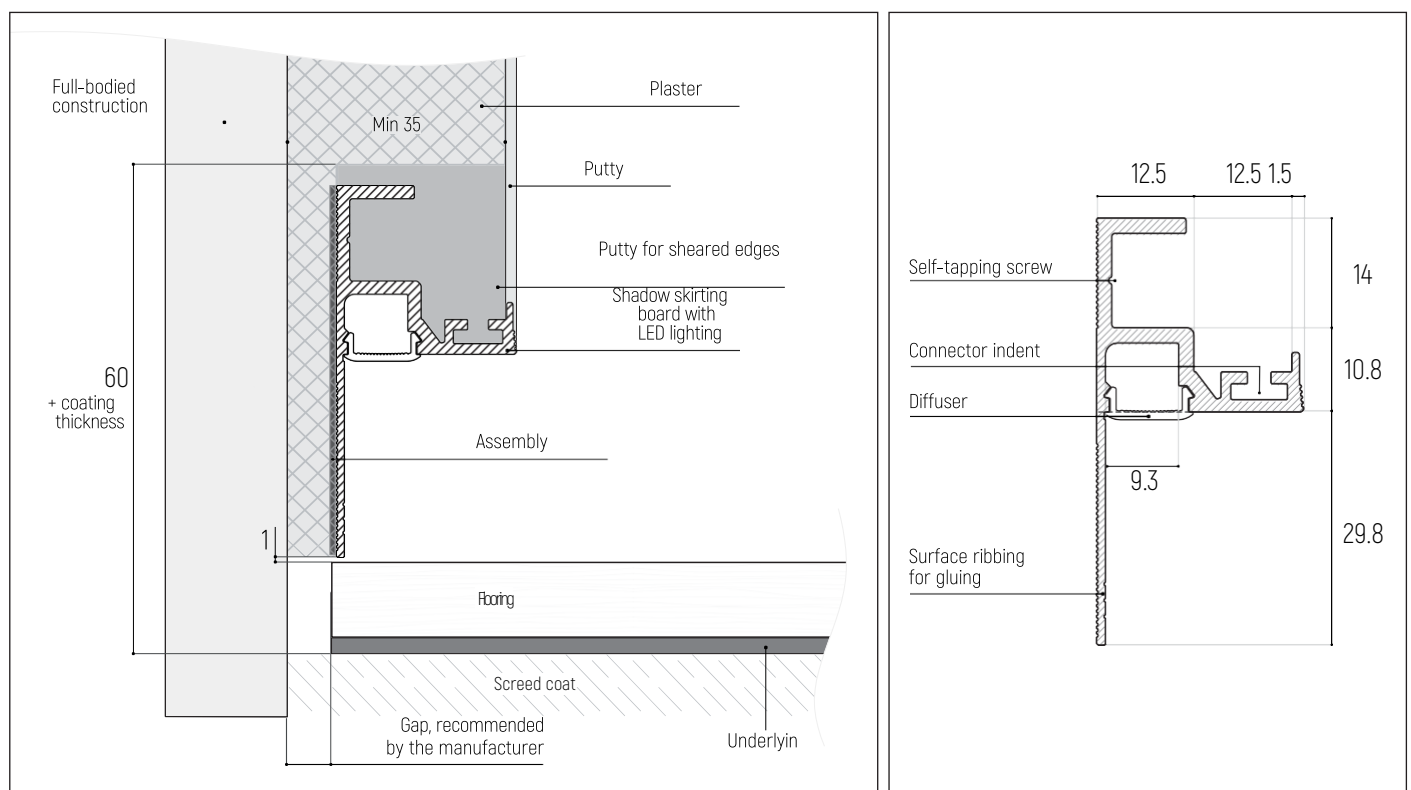 Full-bodied
construction
Plaster
Min 35
Putty
Putty for sheared edges
Shadow skirting
board with
LED lighting
60
+ coating
thickness
Assembly
1
Flooring
Screed coat
Gap, recommended
by the manufacturer
Underlyin
12.5
12.5 1.5
Self-tapping screw
14
Connector indent
10.8
Diffuser
9.3
29.8
Surface ribbing
for gluing